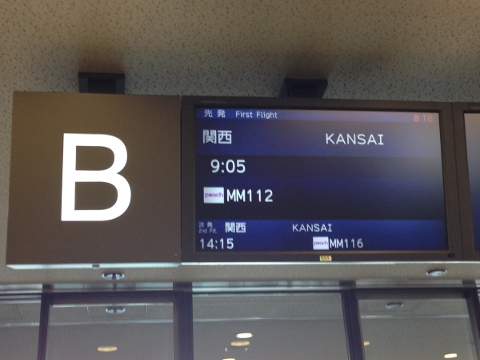 B
先発 First Flight
関西 KANSAI
9:05
peach MM112
次発 2nd Flt 関西 KANSAI
14:15 peach MM116